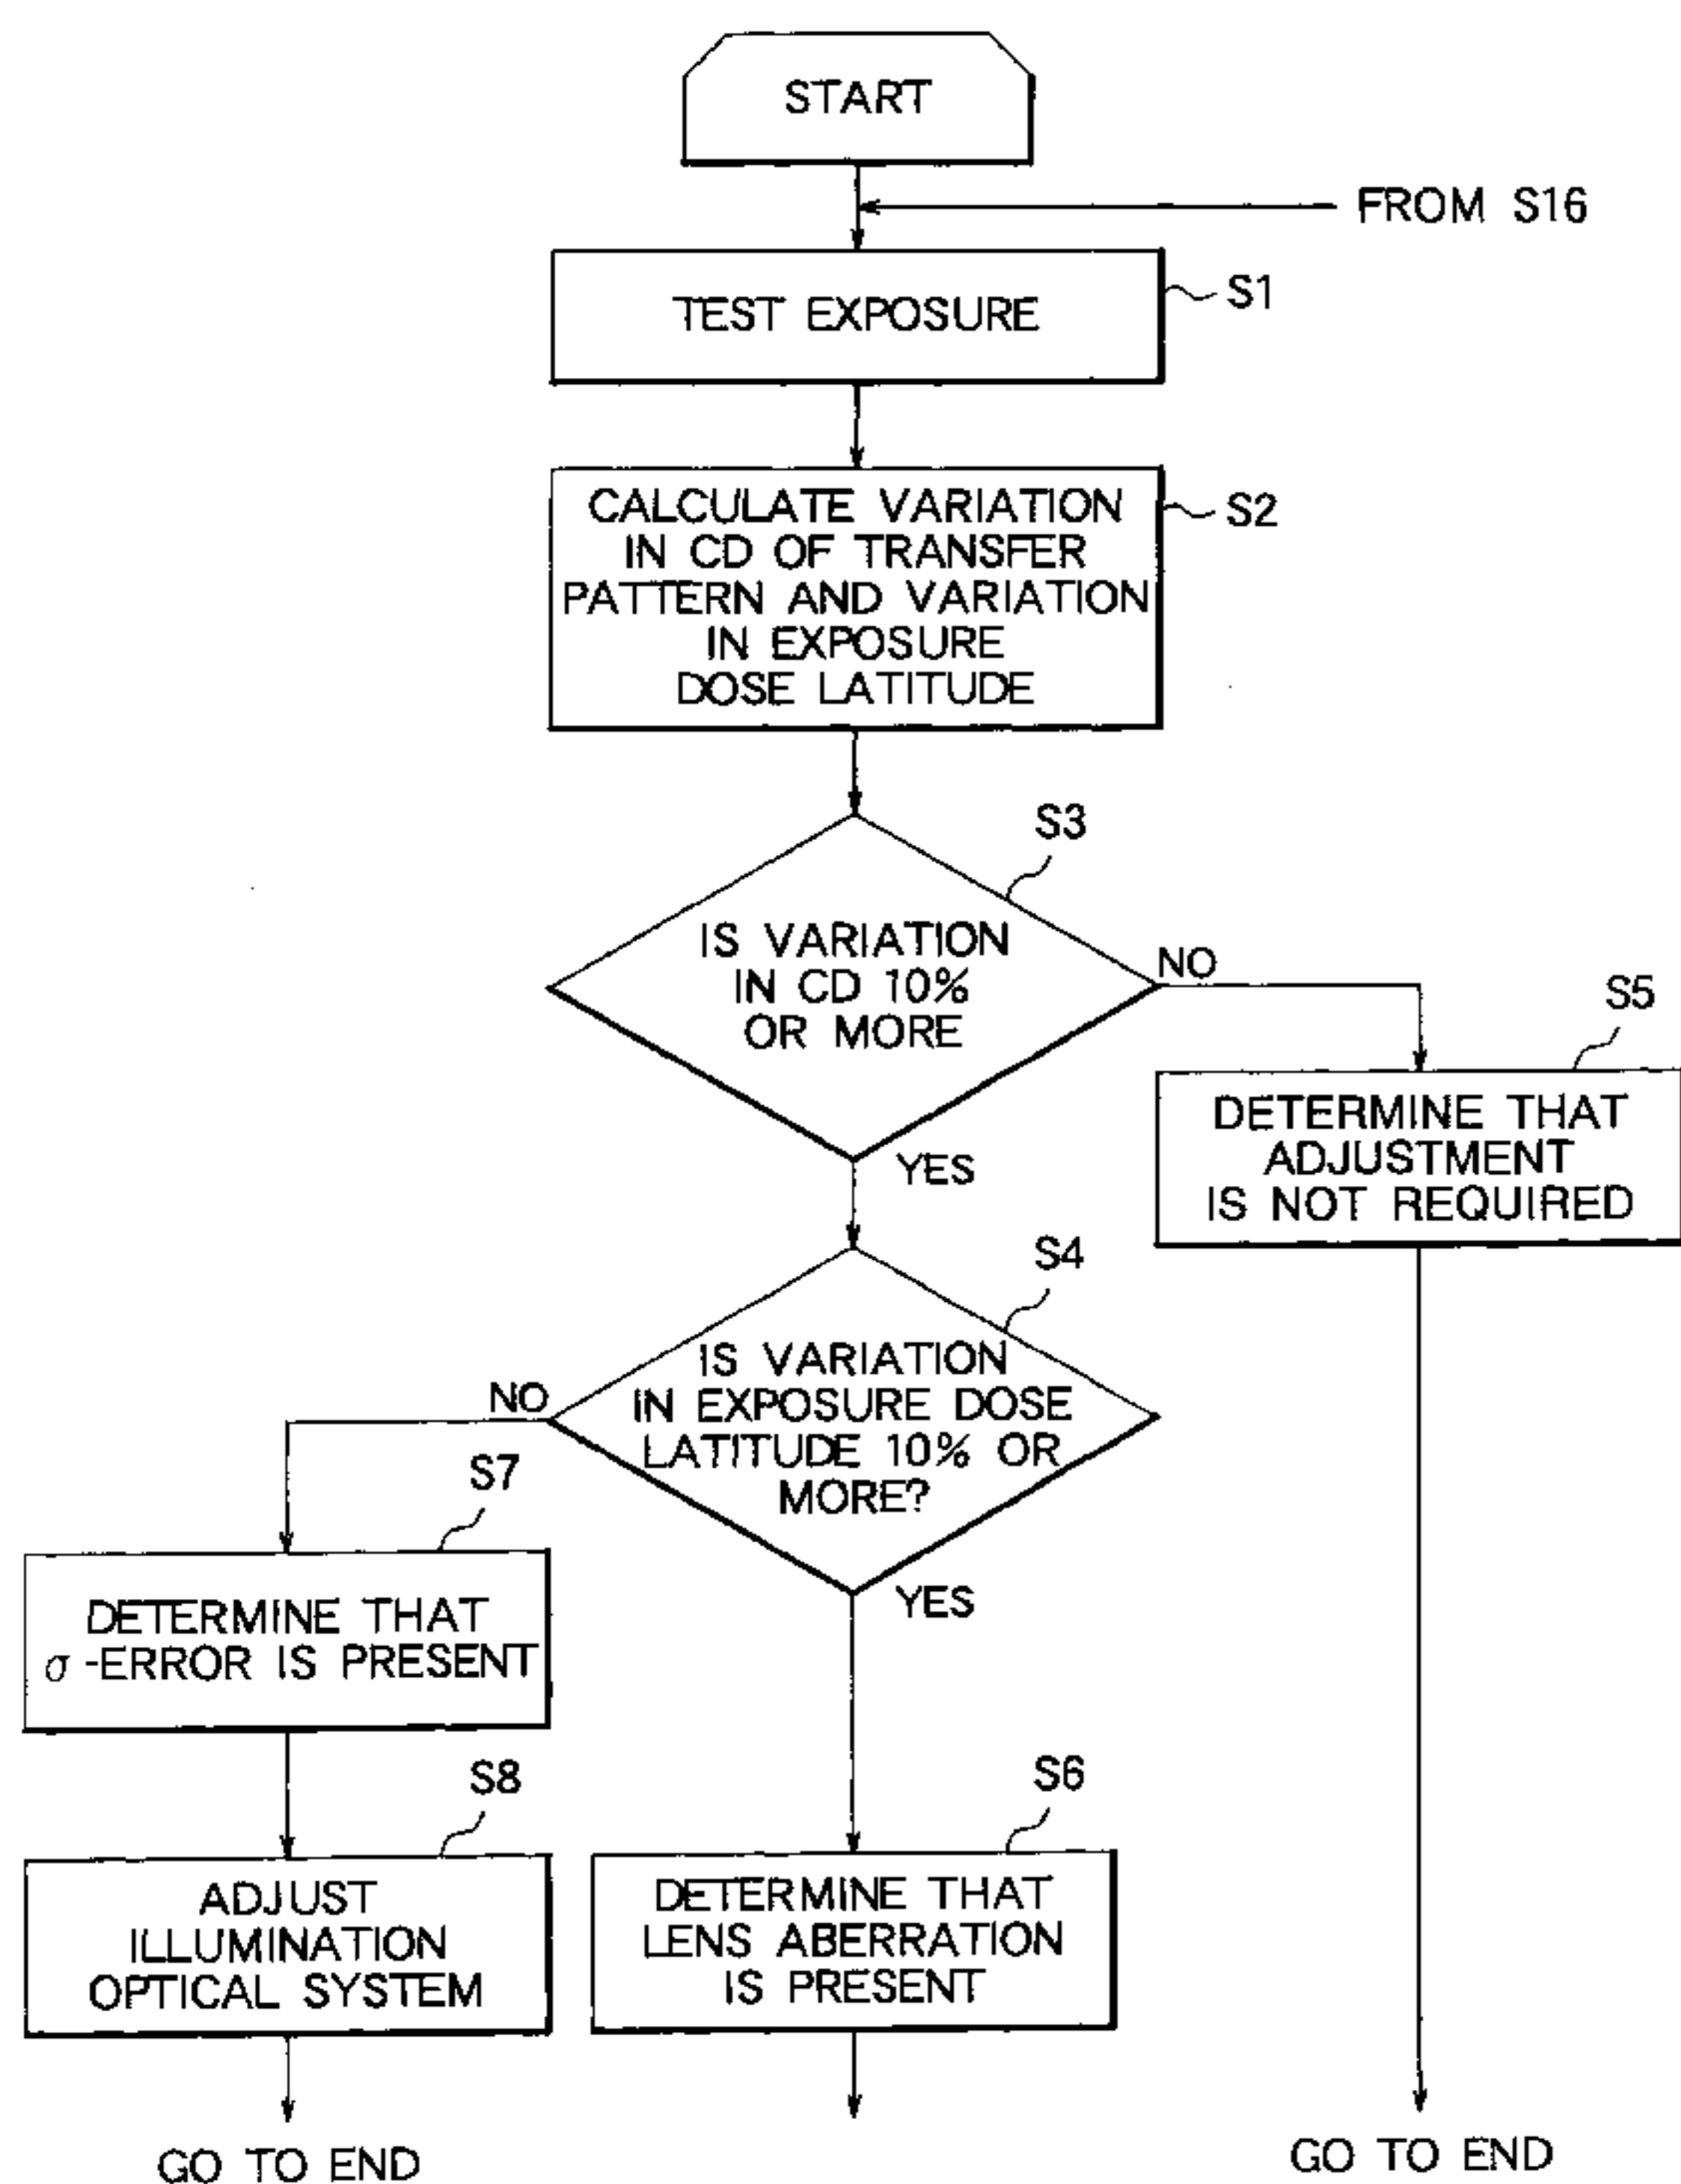 START
FROM S16
TEST EXPOSURE
S1
CALCULATE VARIATION
IN CD OF TRANSFER
PATTERN AND VARIATION
IN EXPOSURE
DOSE LATITUDE
S2
S3
IS VARIATION
IN CD 10%
OR MORE
NO
YES
S5
DETERMINE THAT
ADJUSTMENT
IS NOT REQUIRED
S4
IS VARIATION
IN EXPOSURE DOSE
LATITUDE 10% OR
MORE?
NO
YES
S7
DETERMINE THAT
σ-ERROR IS PRESENT
S8
ADJUST
ILLUMINATION
OPTICAL SYSTEM
S6
DETERMINE THAT
LENS ABERRATION
IS PRESENT
GO TO END
GO TO END